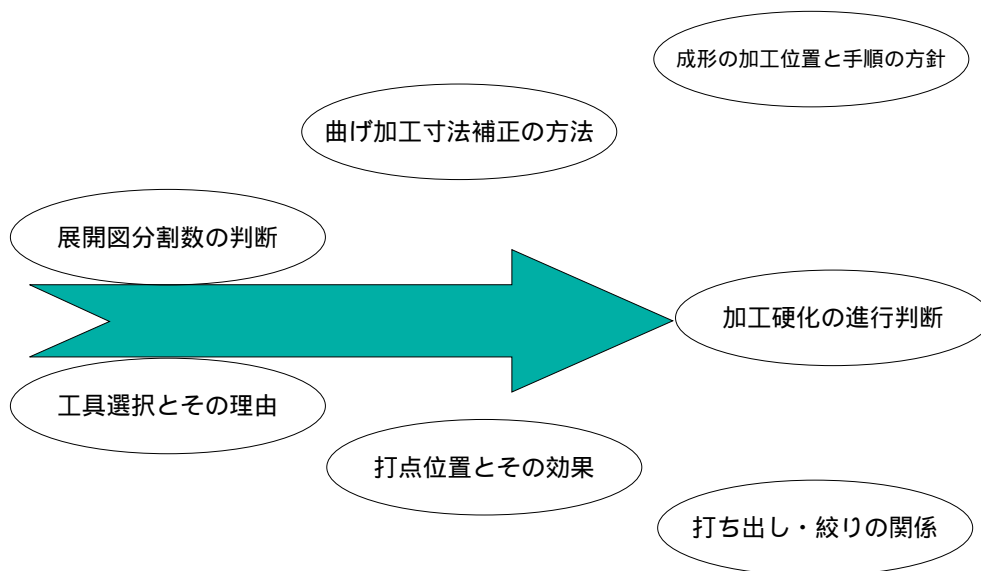 成形の加工位置と手順の方針
曲げ加工寸法補正の方法
展開図分割数の判断
加工硬化の進行判断
工具選択とその理由
打点位置とその効果
打ち出し・絞りの関係